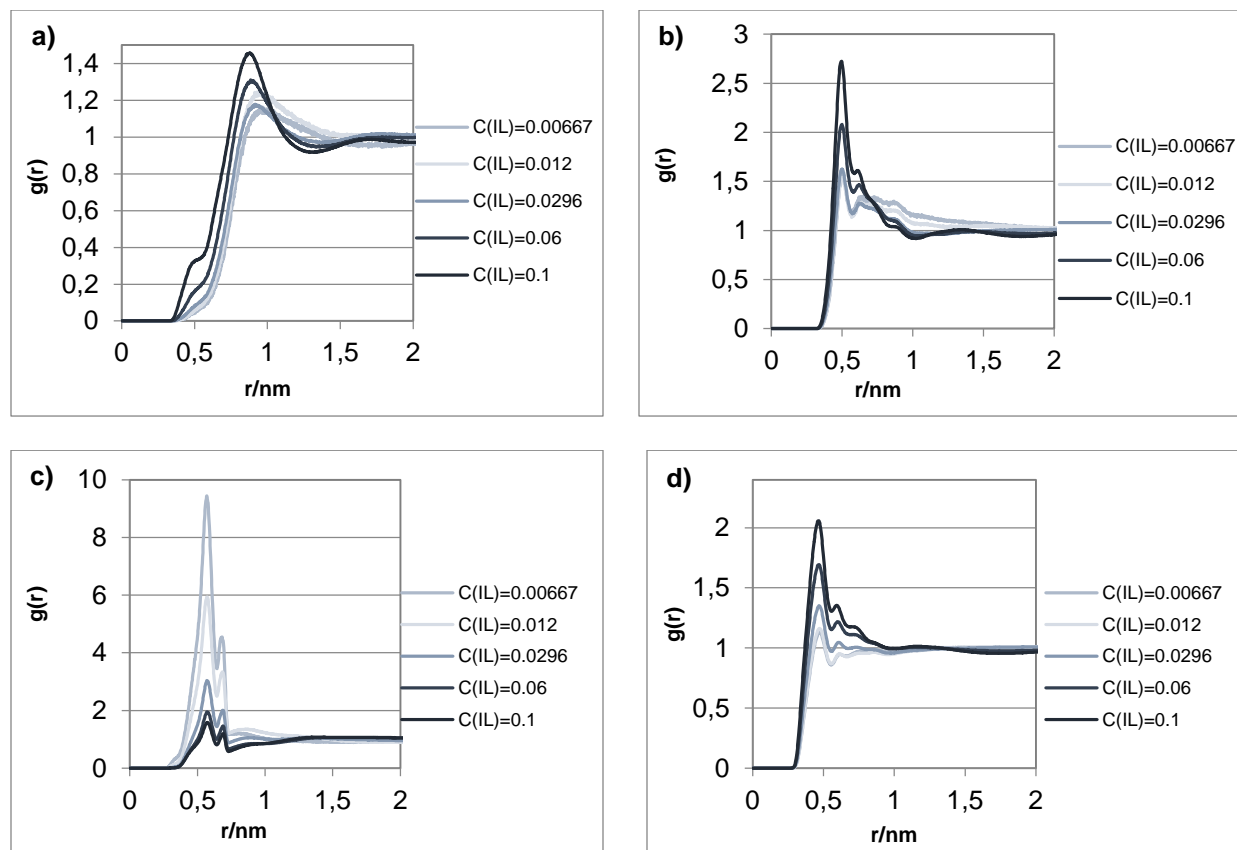 a)
g(r)
1,4
1,2
1
0,8
0,6
0,4
0,2
0
0 0,5 1 1,5 2
r/nm
C(IL)=0.00667
C(IL)=0.012
C(IL)=0.0296
C(IL)=0.06
C(IL)=0.1
b)
g(r)
3
2,5
2
1,5
1
0,5
0
0 0,5 1 1,5 2
r/nm
C(IL)=0.00667
C(IL)=0.012
C(IL)=0.0296
C(IL)=0.06
C(IL)=0.1
c)
g(r)
10
8
6
4
2
0
0 0,5 1 1,5 2
r/nm
C(IL)=0.00667
C(IL)=0.012
C(IL)=0.0296
C(IL)=0.06
C(IL)=0.1
d)
g(r)
2
1,5
1
0,5
0
0 0,5 1 1,5 2
r/nm
C(IL)=0.00667
C(IL)=0.012
C(IL)=0.0296
C(IL)=0.06
C(IL)=0.1